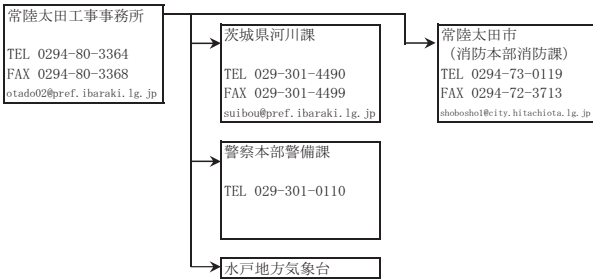 常陸太田工事事務所
TEL 0294-80-3364
FAX 0294-80-3368
otado02@pref.ibaraki.lg.jp
茨城県河川課
TEL 029-301-4490
FAX 029-301-4499
suibou@pref.ibaraki.lg.jp
常陸太田市
(消防本部消防課)
TEL 0294-73-0119
FAX 0294-72-3713
shobosho1@city.hitachiota.lg.jp
警察本部警備課
TEL 029-301-0110
水戸地方気象台